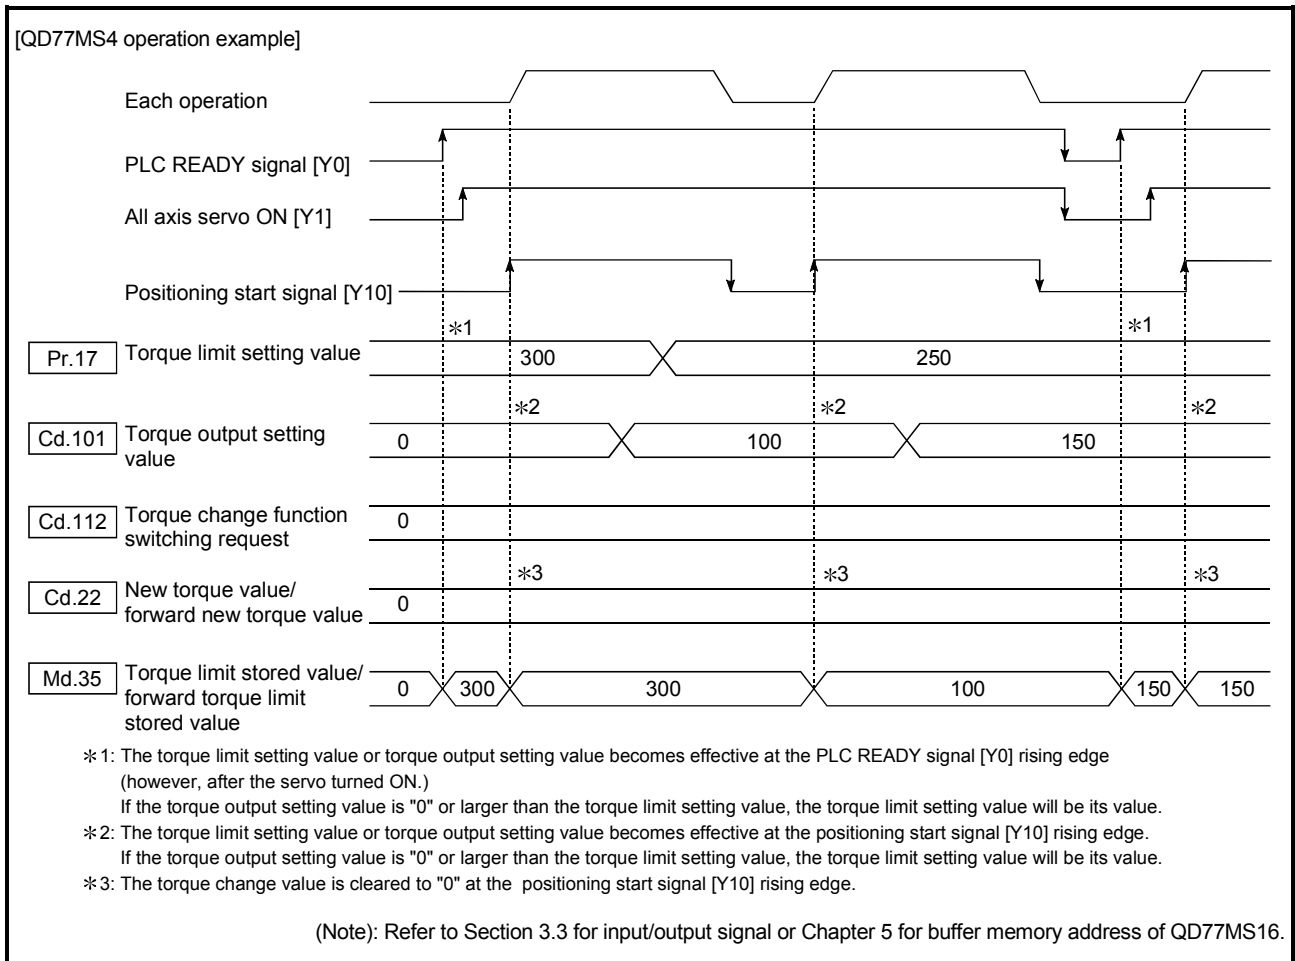 [QD77MS4 operation example]
Each operation
PLC READY signal [Y0]
All axis servo ON [Y1]
Positioning start signal [Y10]
*1 *1
Pr.17 Torque limit setting value 300 250
*2 *2 *2
Cd.101 Torque output setting
value
0 100 150
Cd.112 Torque change function
switching request
0
*3 *3 *3
Cd.22 New torque value/
forward new torque value
0
Md.35 Torque limit stored value/
forward torque limit
stored value
0 300 300 100 150 150
*1: The torque limit setting value or torque output setting value becomes effective at the PLC READY signal [Y0] rising edge
(however, after the servo turned ON.)
If the torque output setting value is "0" or larger than the torque limit setting value, the torque limit setting value will be its value.
*2: The torque limit setting value or torque output setting value becomes effective at the positioning start signal [Y10] rising edge.
If the torque output setting value is "0" or larger than the torque limit setting value, the torque limit setting value will be its value.
*3: The torque change value is cleared to "0" at the positioning start signal [Y10] rising edge.
(Note): Refer to Section 3.3 for input/output signal or Chapter 5 for buffer memory address of QD77MS16.